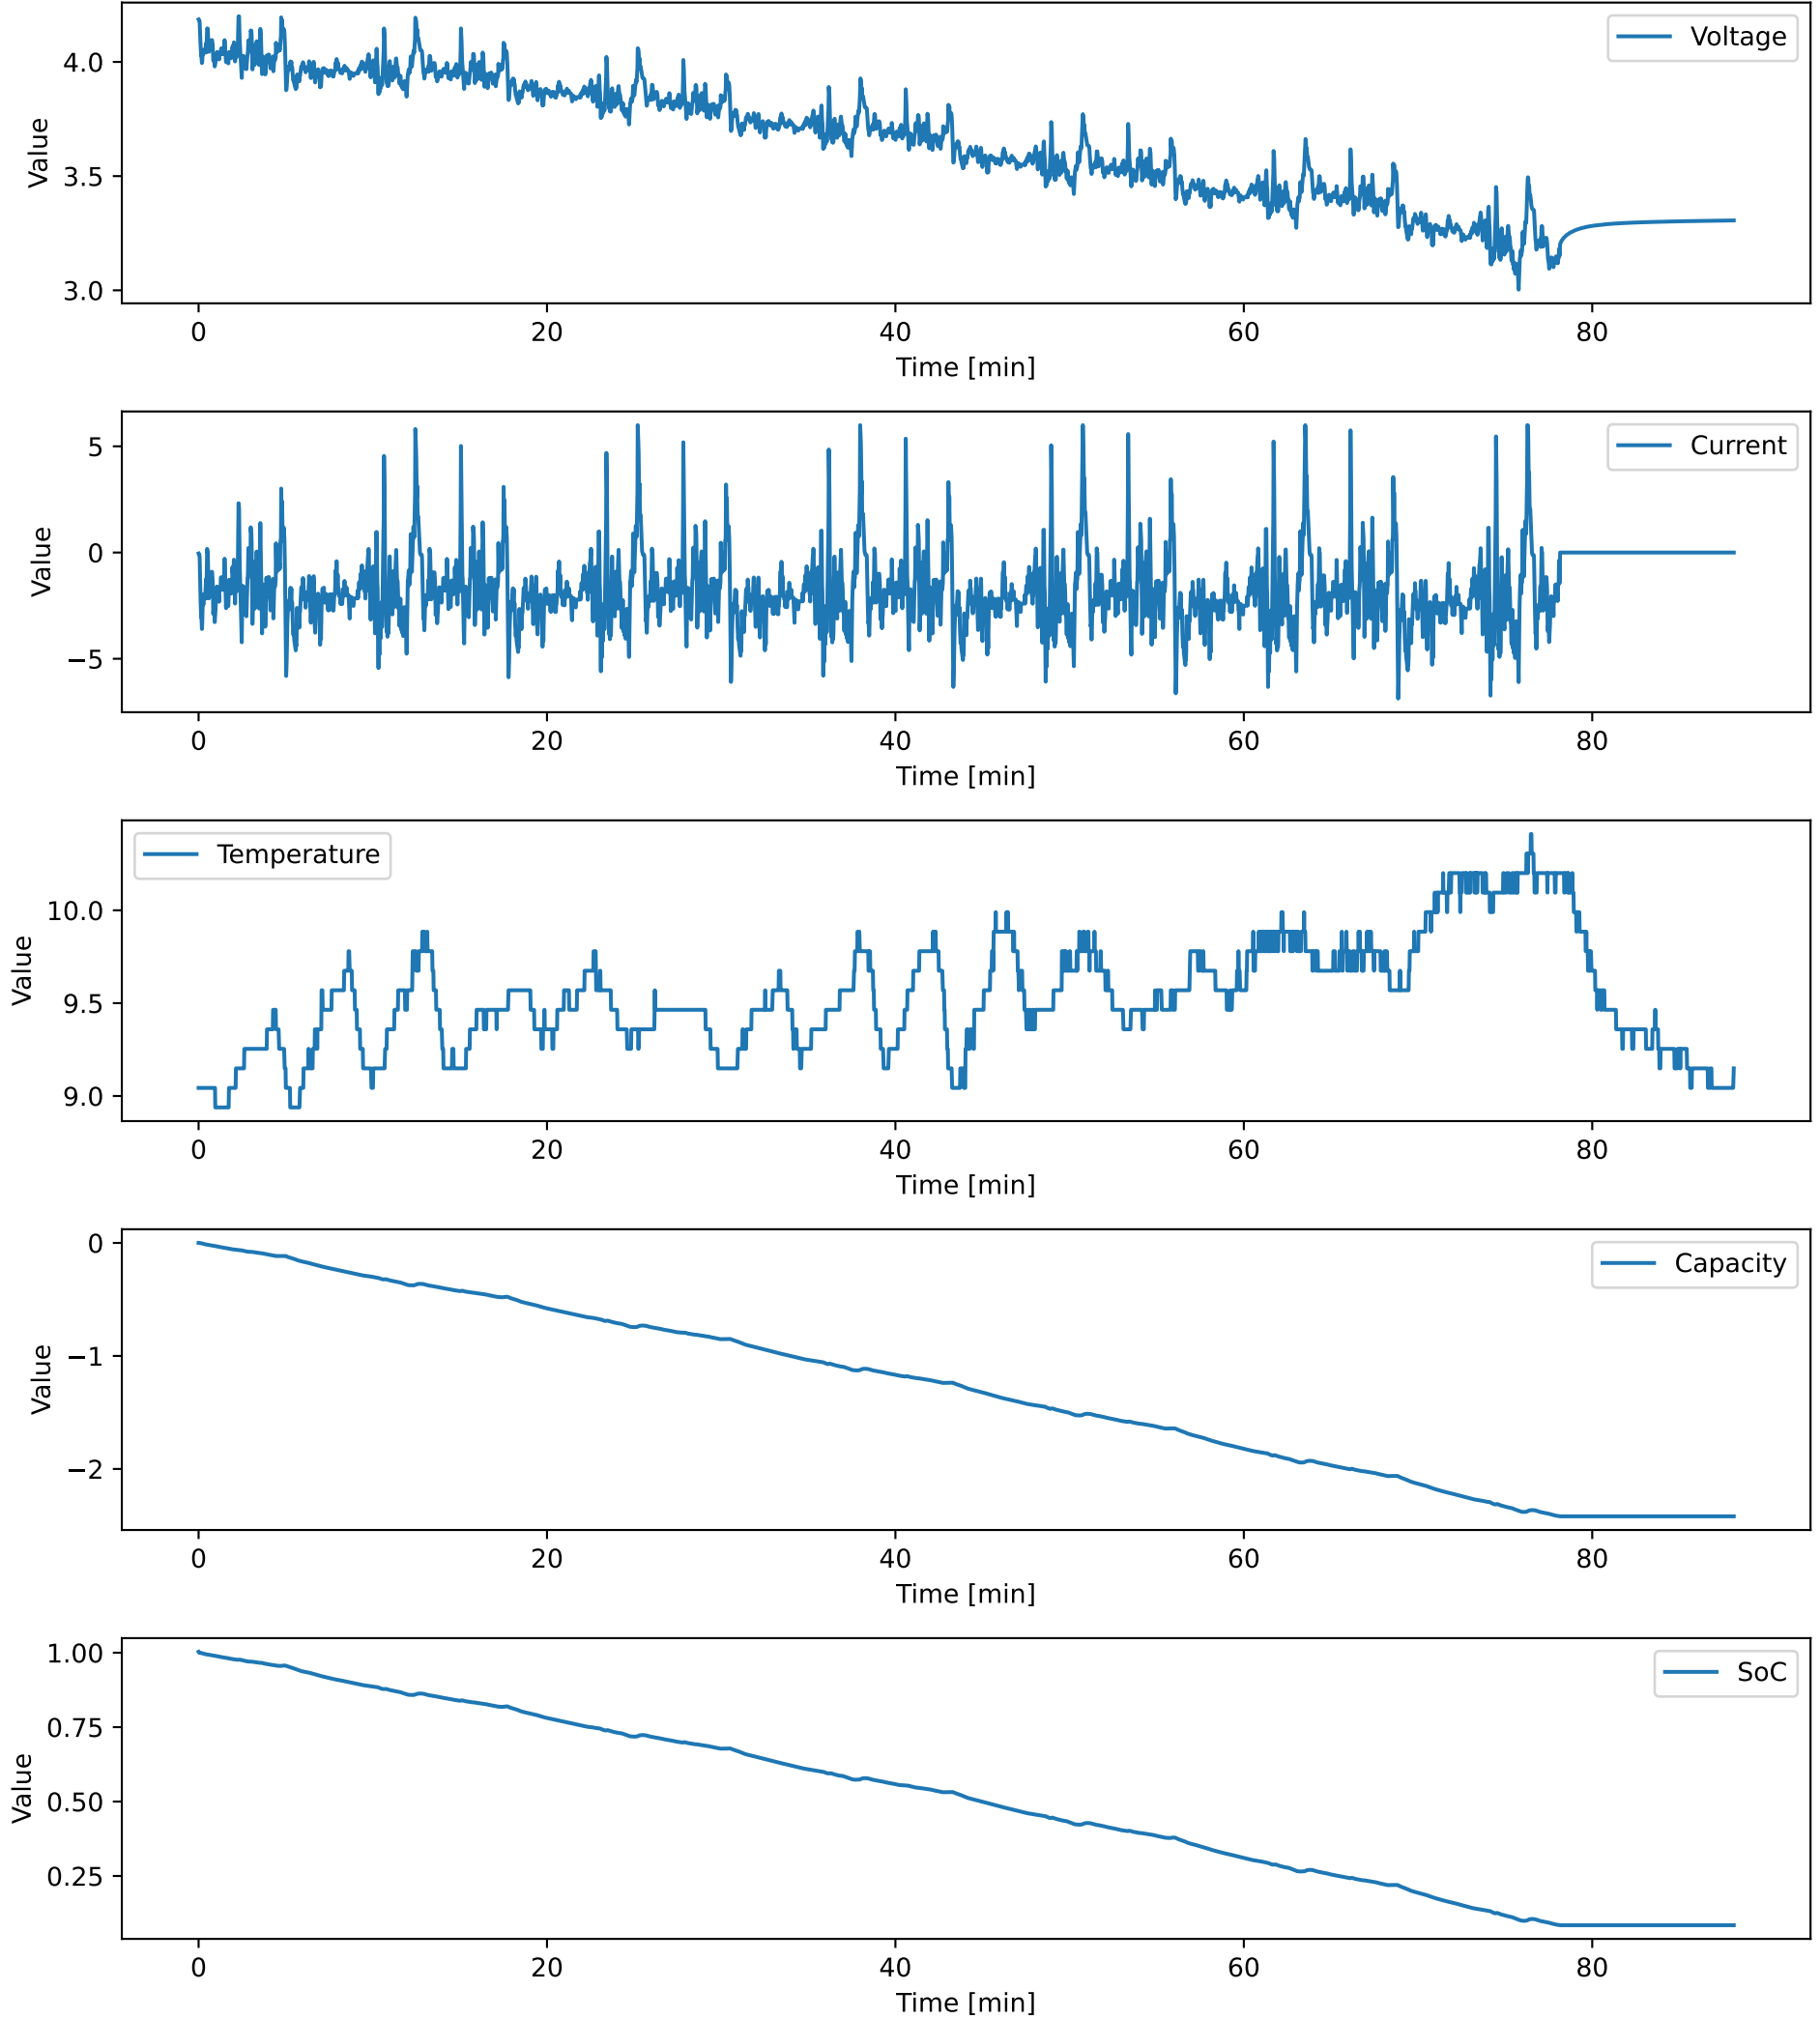 Voltage
4.0
3.5
3.0
Value
0 20 40 60 80
Time [min]
Current
5
0
−5
Value
0 20 40 60 80
Time [min]
Temperature
10.0
9.5
9.0
Value
0 20 40 60 80
Time [min]
Capacity
0
−1
−2
Value
0 20 40 60 80
Time [min]
SoC
1.00
0.75
0.50
0.25
Value
0 20 40 60 80
Time [min]